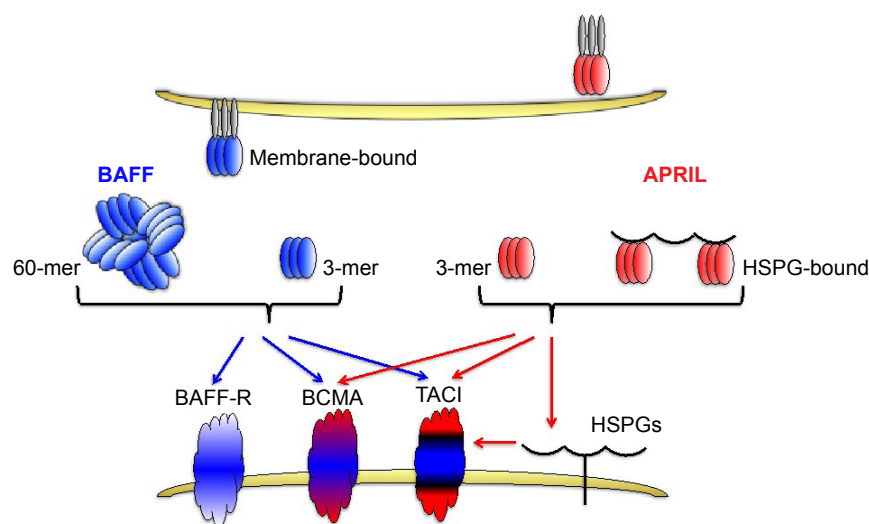 Membrane-bound
BAFF
APRIL
60-mer
3-mer
3-mer
HSPG-bound
BAFF-R
BCMA
TACI
HSPGs